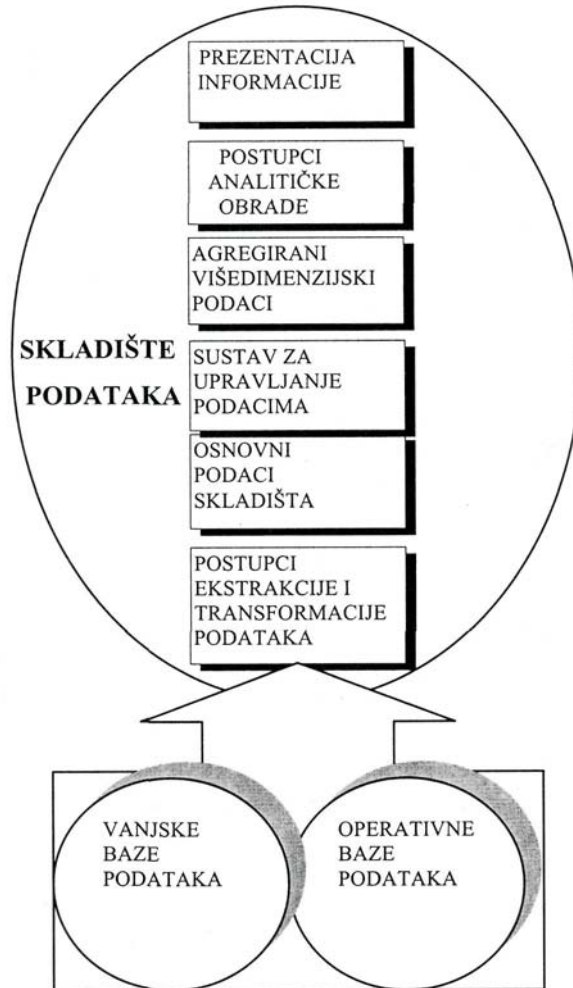 PREZENTACIJA
INFORMACIJE
POSTUPCI
ANALITIČKE
OBRADE
AGREGIRANI
VIŠEDIMENZIJSKI
PODACI
SKLADIŠTE
PODATAKA
SUSTAV ZA
UPRAVLJANJE
PODACIMA
OSNOVNI
PODACI
SKLADIŠTA
POSTUPCI
EKSTRAKCIJE I
TRANSFORMACIJE
PODATAKA
VANJSKE
BAZE
PODATAKA
OPERATIVNE
BAZE
PODATAKA